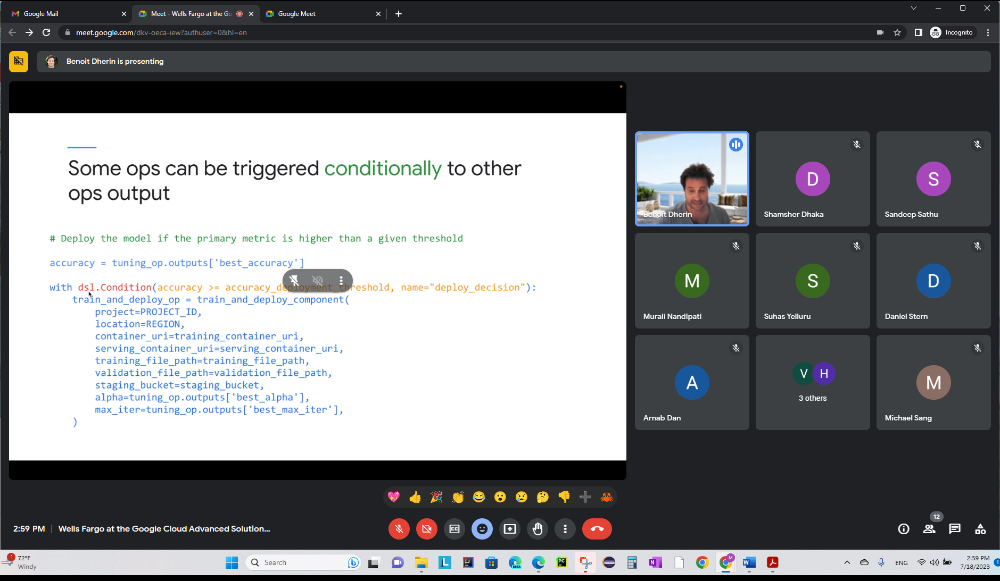 Google Mail
Meet - Wells Fargo at the Go
Google Meet
meet.google.com/dkv-oeca-iew?authuser=0&hl=en
Incognito
Benoit Dherin is presenting
Some ops can be triggered conditionally to other
ops output
# Deploy the model if the primary metric is higher than a given threshold
accuracy = tuning_op.outputs['best_accuracy']
with dsl.Condition(accuracy >= accuracy_deployment_threshold, name="deploy_decision"):
train_and_deploy_op = train_and_deploy_component(
project=PROJECT_ID,
location=REGION,
container_uri=training_container_uri,
serving_container_uri=serving_container_uri,
training_file_path=training_file_path,
validation_file_path=validation_file_path,
staging_bucket=staging_bucket,
alpha=tuning_op.outputs['best_alpha'],
max_iter=tuning_op.outputs['best_max_iter'],
)
Benoit Dherin
D
Shamsher Dhaka
S
Sandeep Sathu
M
Murali Nandipati
S
Suhas Yelluru
D
Daniel Stern
A
Arnab Dan
V H
3 others
M
Michael Sang
2:59 PM | Wells Fargo at the Google Cloud Advanced Solution...
CC
12
1
72°F
Windy
Search
L
IJ
BETA
PC
N
M
W
ENG
2:59 PM
7/18/2023
1